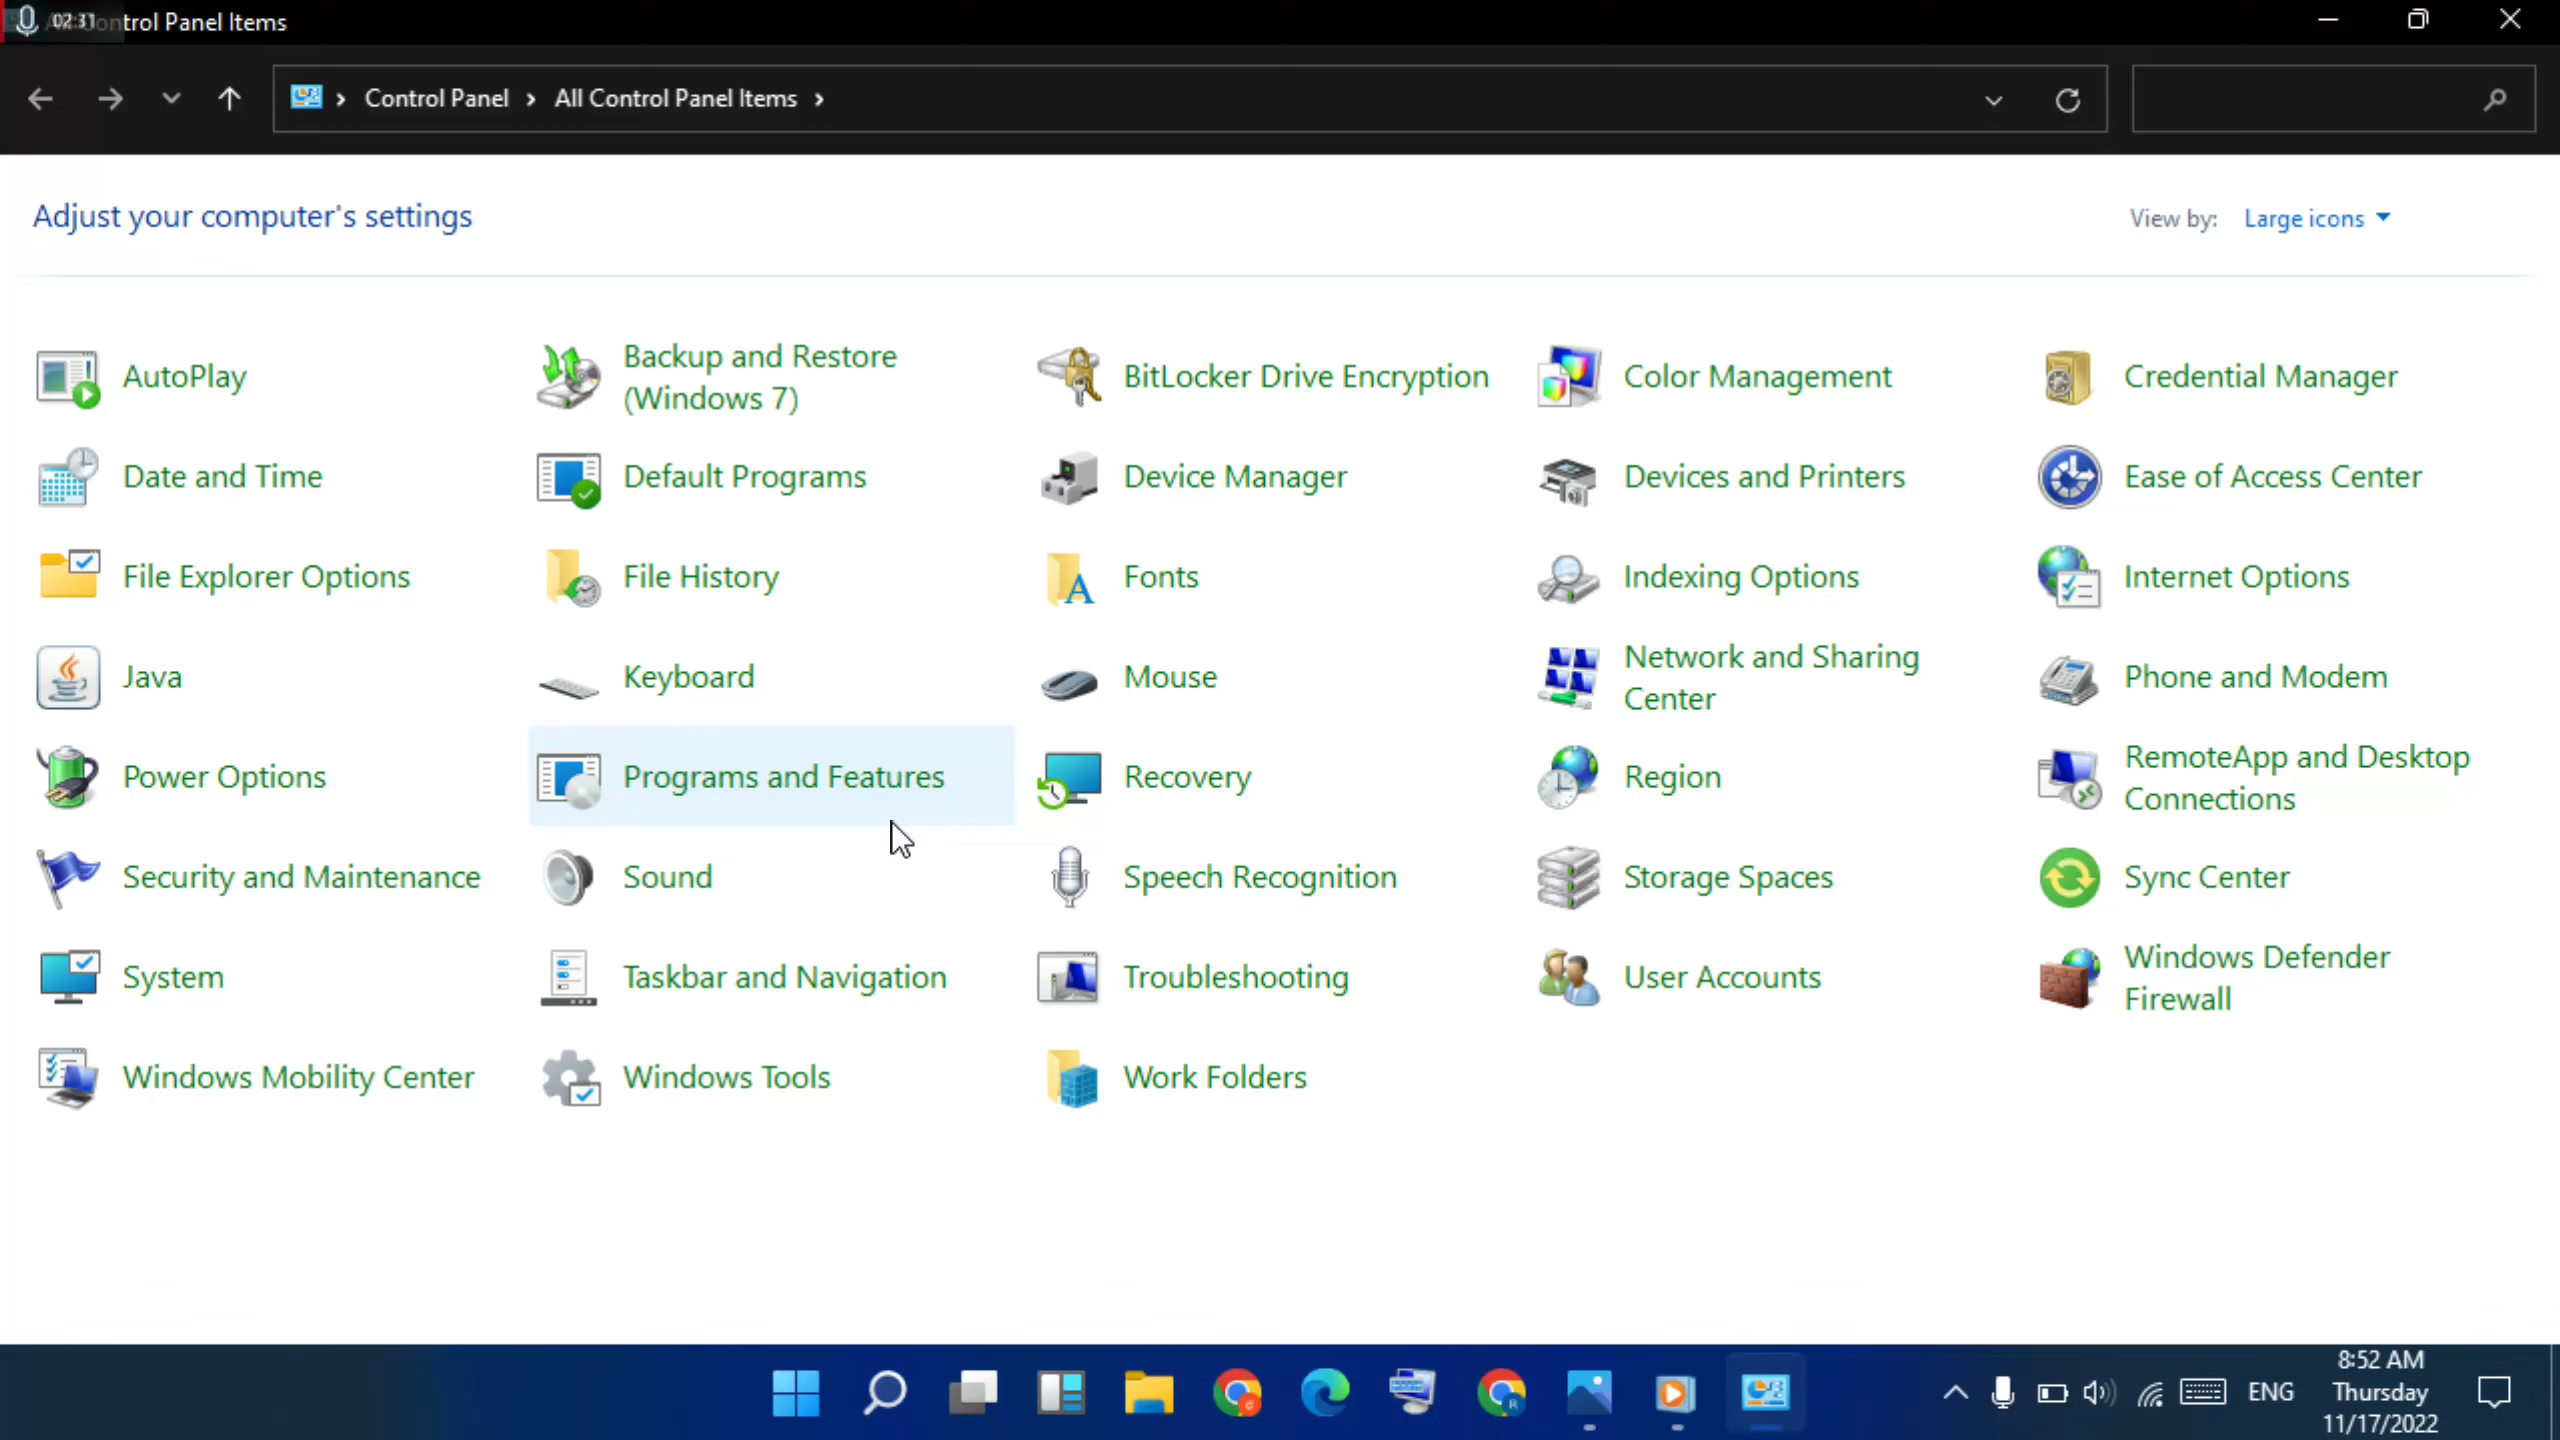 02:31
All Control Panel Items
Control Panel
All Control Panel Items
Adjust your computer's settings
View by: Large icons
AutoPlay
Backup and Restore
(Windows 7)
BitLocker Drive Encryption
Color Management
Credential Manager
Date and Time
Default Programs
Device Manager
Devices and Printers
Ease of Access Center
File Explorer Options
File History
Fonts
Indexing Options
Internet Options
Java
Keyboard
Mouse
Network and Sharing
Center
Phone and Modem
Power Options
Programs and Features
Recovery
Region
RemoteApp and Desktop
Connections
Security and Maintenance
Sound
Speech Recognition
Storage Spaces
Sync Center
System
Taskbar and Navigation
Troubleshooting
User Accounts
Windows Defender
Firewall
Windows Mobility Center
Windows Tools
Work Folders
ENG
8:52 AM
Thursday
11/17/2022